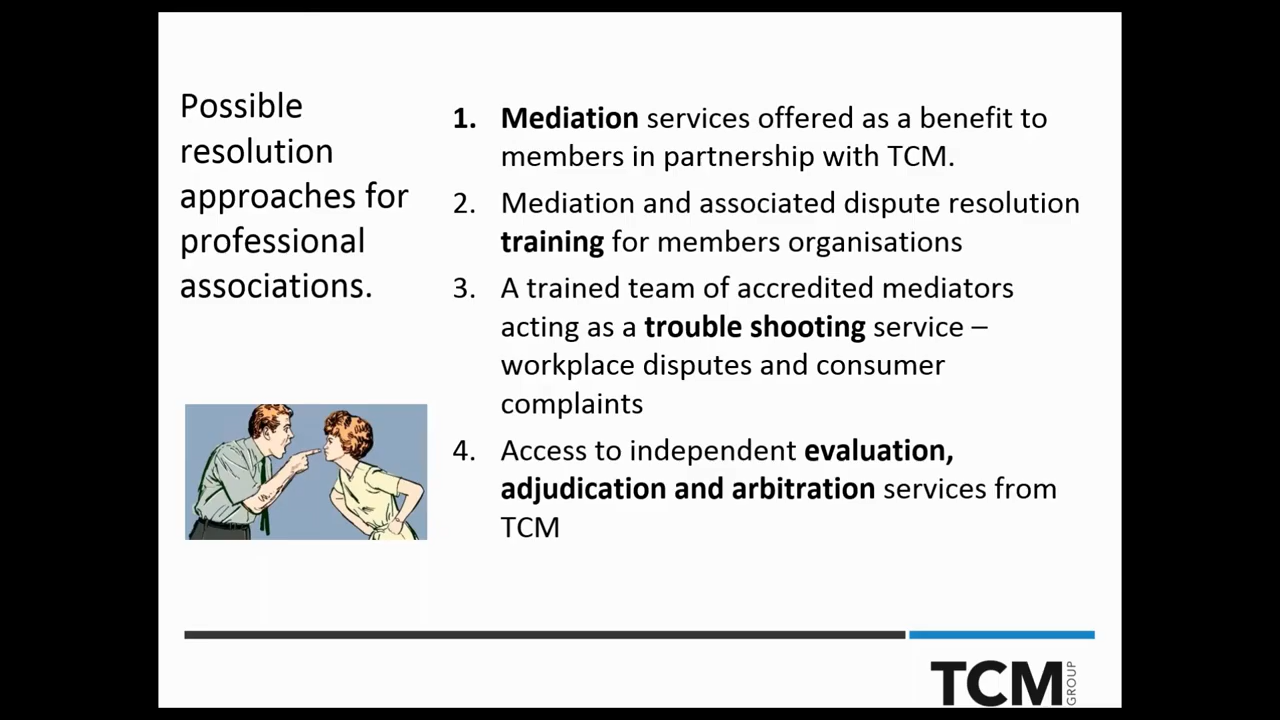 Possible
resolution
approaches for
professional
associations.
1. Mediation services offered as a benefit to
members in partnership with TCM.
2. Mediation and associated dispute resolution
training for members organisations
3. A trained team of accredited mediators
acting as a trouble shooting service –
workplace disputes and consumer
complaints
4. Access to independent evaluation,
adjudication and arbitration services from
TCM
TCM GROUP